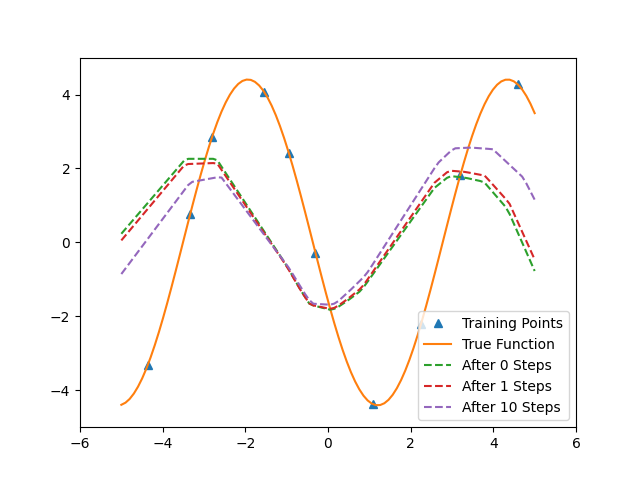 4
2
0
−2
−4
−6
−4
−2
0
2
4
6
Training Points
True Function
After 0 Steps
After 1 Steps
After 10 Steps